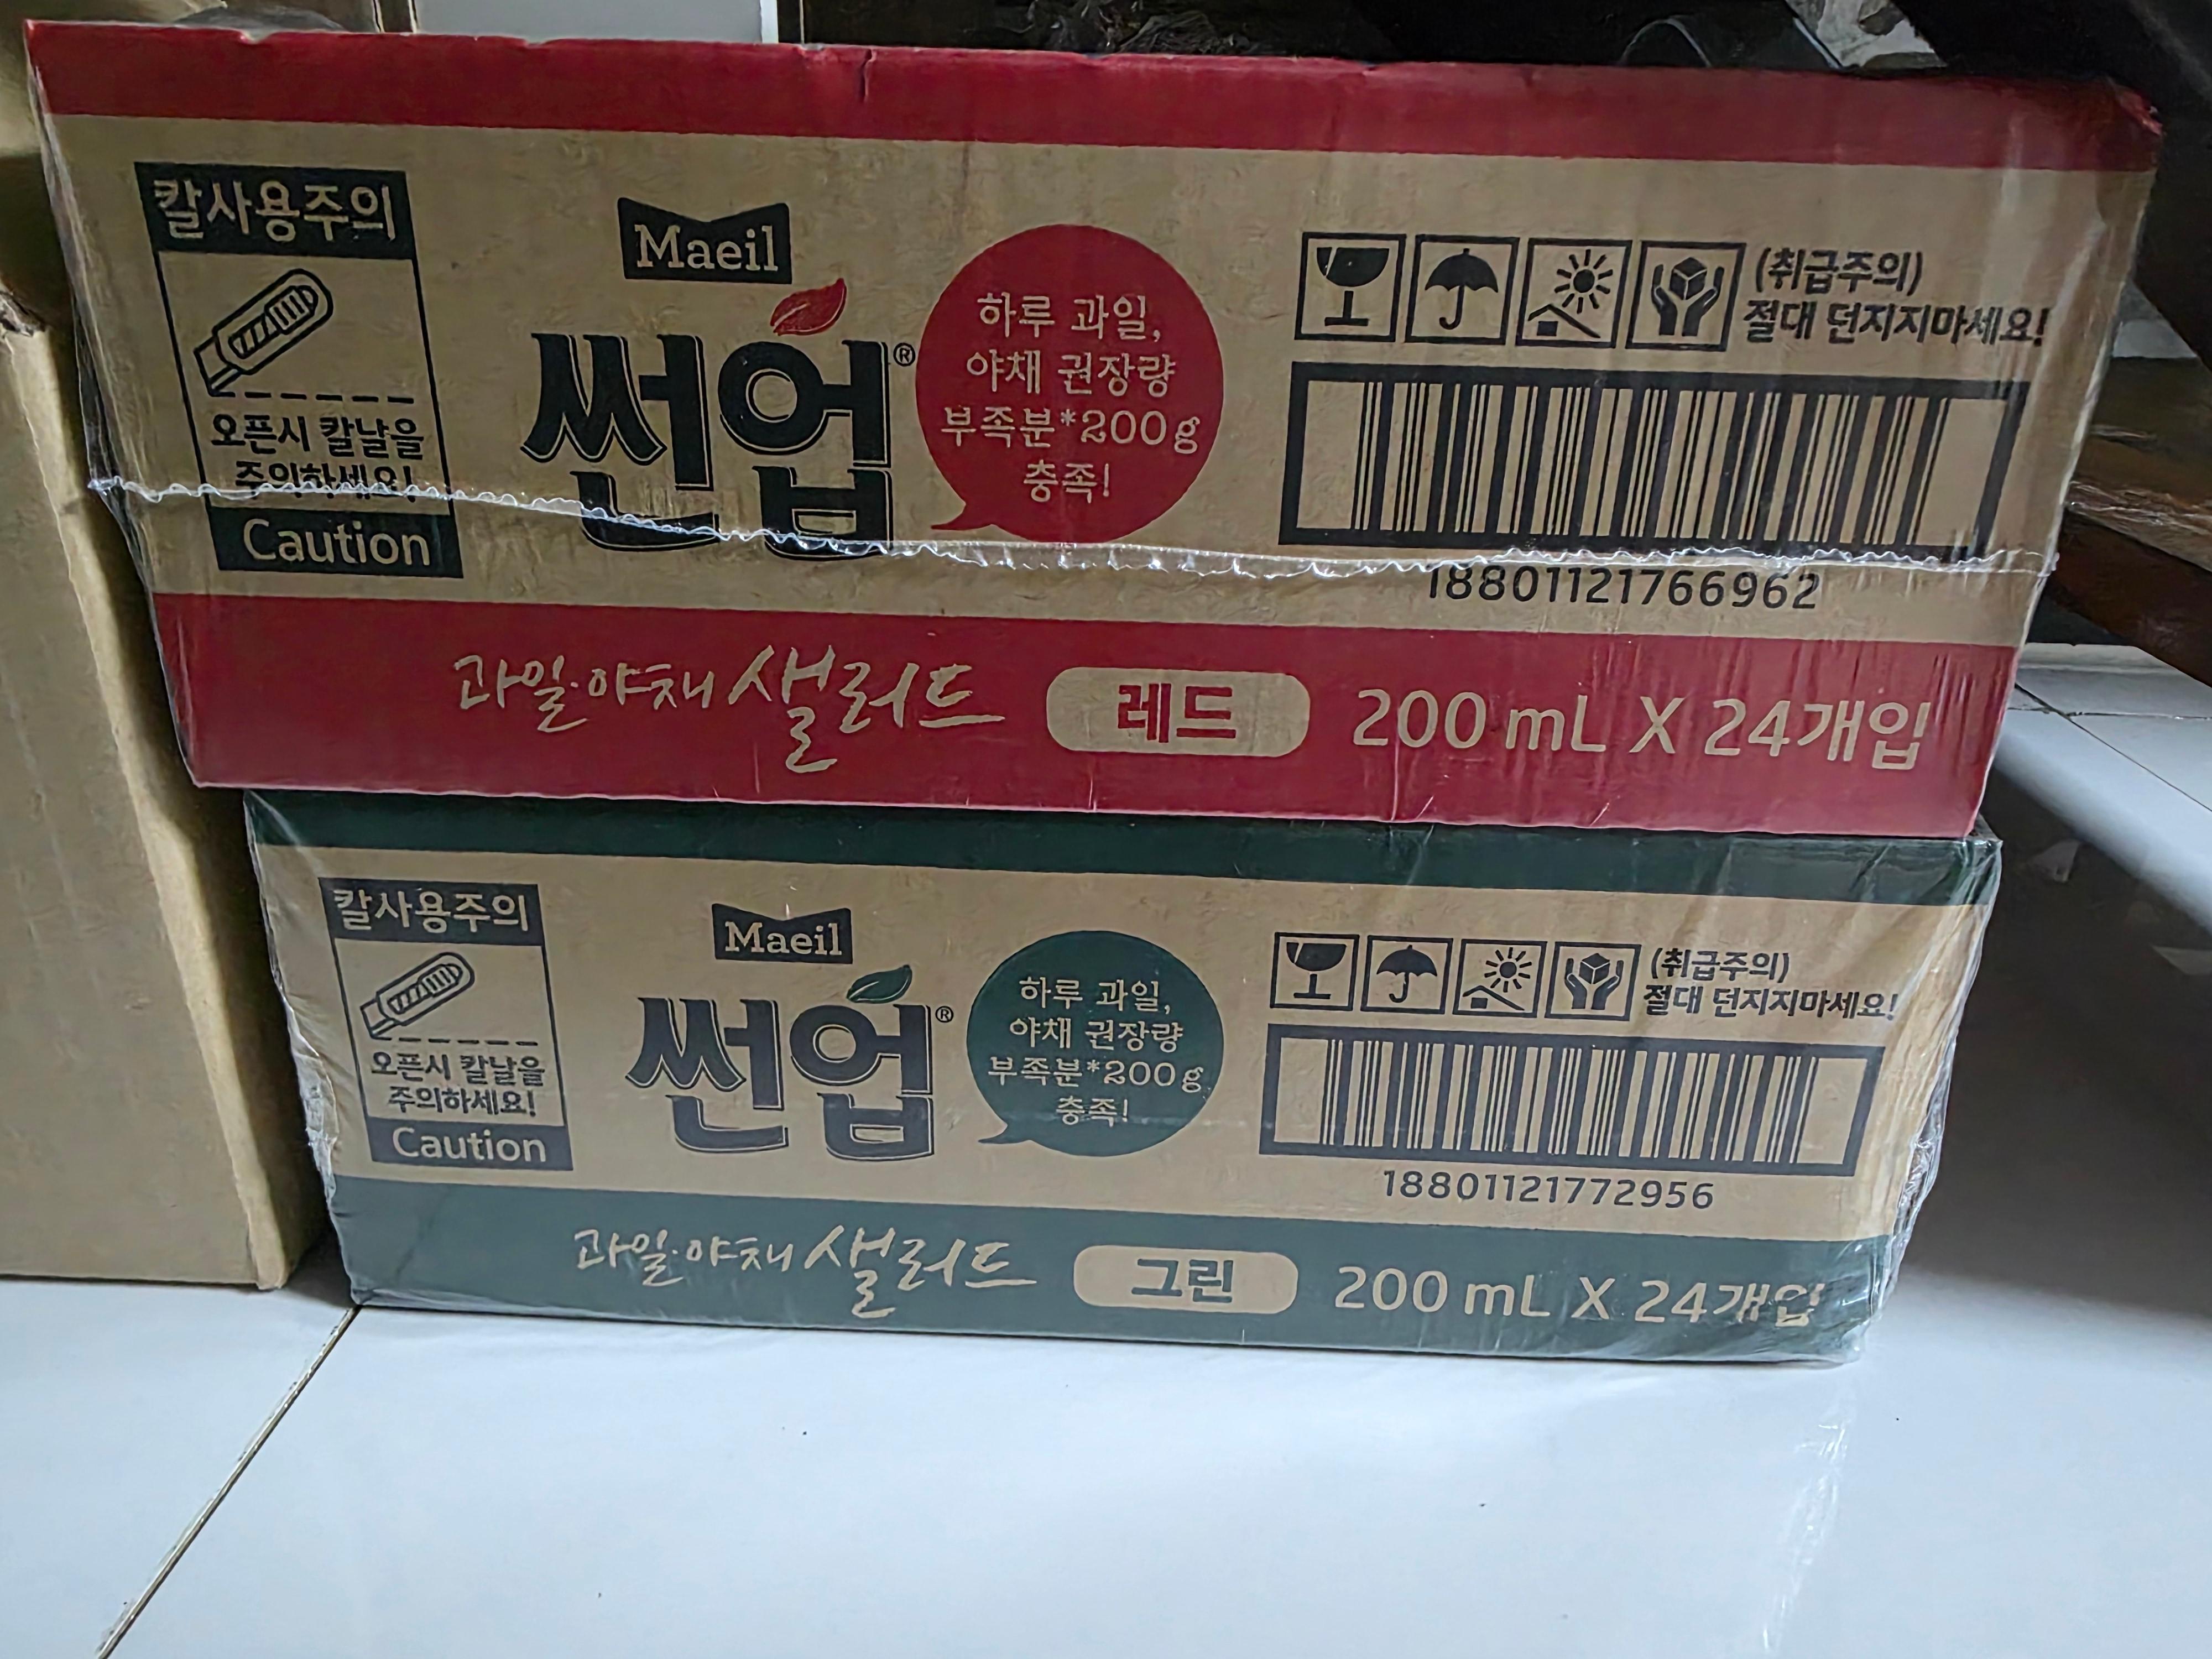 칼사용주의
오픈시 칼날을
주의하세요!
Caution
Maeil
썬업®
하루 과일,
야채 권장량
부족분*200g
충족!
(취급주의)
절대 던지지마세요!
18801121766962
과일·야채 샐러드 레드 200 mL X 24개입
칼사용주의
오픈시 칼날을
주의하세요!
Caution
Maeil
썬업®
하루 과일,
야채 권장량
부족분*200g
충족!
(취급주의)
절대 던지지마세요!
18801121772956
과일·야채 샐러드 그린 200 mL X 24개입